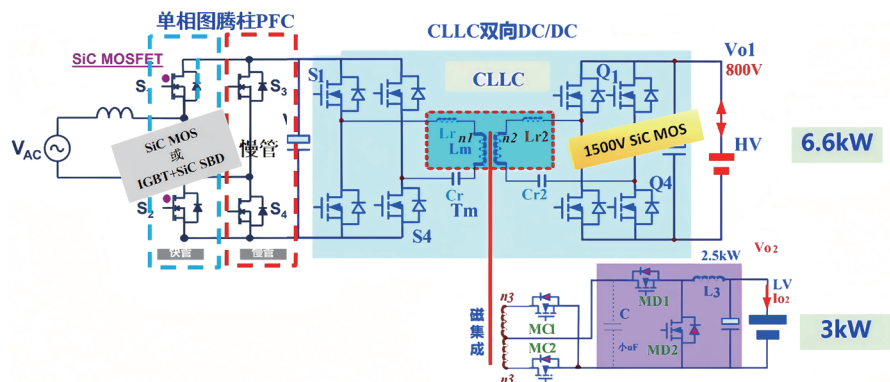 单相图腾柱PFC
CLLC双向DC/DC
SiC MOSFET
S1
CLLC
Q1
Vo1
800V
S
S3
V
Lr
n1
n2
Lr2
Lm
SiC MOS
或
IGBT+SiC SBD
慢管
1500V SiC MOS
HV
6.6kW
VAC
Cr
Cr2
Q4
Tm
S2
S4
S4
快管
慢管
2.5kW
Vo2
n3
MC1
MD1
L3
LV
Io2
磁集成
C
小uF
MD2
MC2
n3
3kW